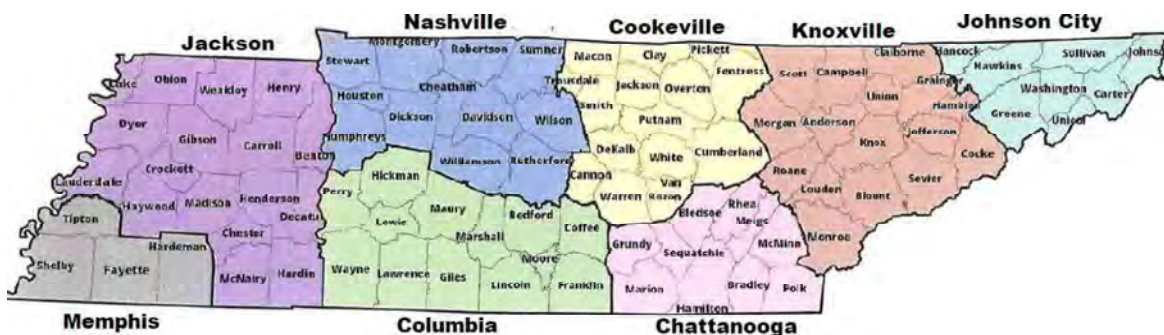 Nashville
Cookeville
Knoxville
Johnson City
Jackson
Montgomery
Robertson
Sumner
Stewart
Macon
Clay
Pickett
Claiborne
Hancock
Sullivan
Johns
Hawkins
Lake
Obion
Weakley
Henry
Houston
Cheatham
Trousdale
Jackson
Overton
Fentress
Scott
Campbell
Union
Grainger
Washington
Carter
Smith
Dyer
Gibson
Carroll
Benton
Humphreys
Dickson
Davidson
Wilson
Putnam
Morgan
Anderson
Knox
Jefferson
Greene
Unicoi
Crockett
Williamson
Rutherford
DeKalb
White
Cumberland
Cocke
Lauderdale
Haywood
Madison
Henderson
Decatu
Perry
Hickman
Cannon
Warren
Van
Roane
Louden
Blount
Sevier
Tipton
Chester
Lewis
Maury
Marshall
Bedford
Coffee
Bledsoe
Rhea
Meigs
Monroe
Shelby
Fayette
Hardeman
McNairy
Hardin
Wayne
Lawrence
Giles
Lincoln
Moore
Franklin
Grundy
Sequatchie
McMinn
Marion
Hamilton
Bradley
Polk
Memphis
Columbia
Chattanooga